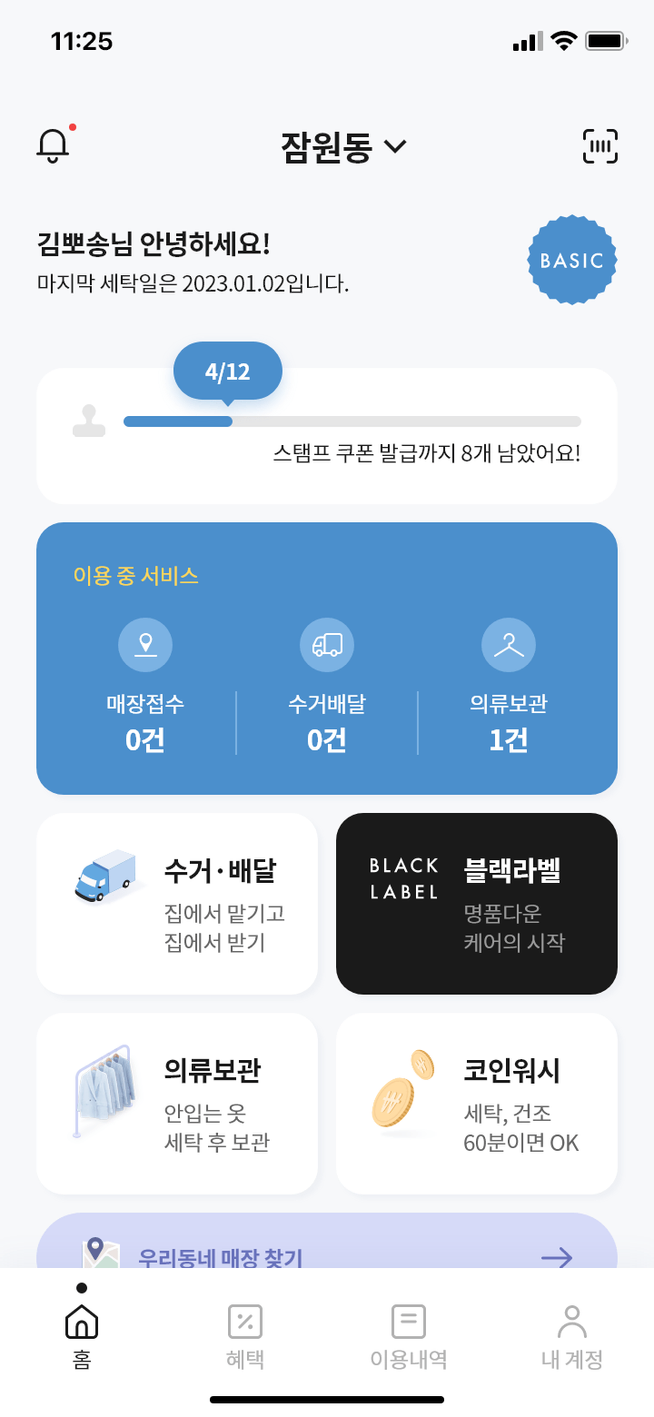 11:25
잠원동
김뽀송님 안녕하세요!
마지막 세탁일은 2023.01.02입니다.
BASIC
4/12
스탬프 쿠폰 발급까지 8개 남았어요!
이용 중 서비스
매장접수
0건
수거배달
0건
의류보관
1건
수거·배달
집에서 맡기고
집에서 받기
BLACK
LABEL
블랙라벨
명품다운
케어의 시작
의류보관
안입는 옷
세탁 후 보관
코인워시
세탁, 건조
60분이면 OK
우리동네 매장 찾기
홈
혜택
이용내역
내 계정